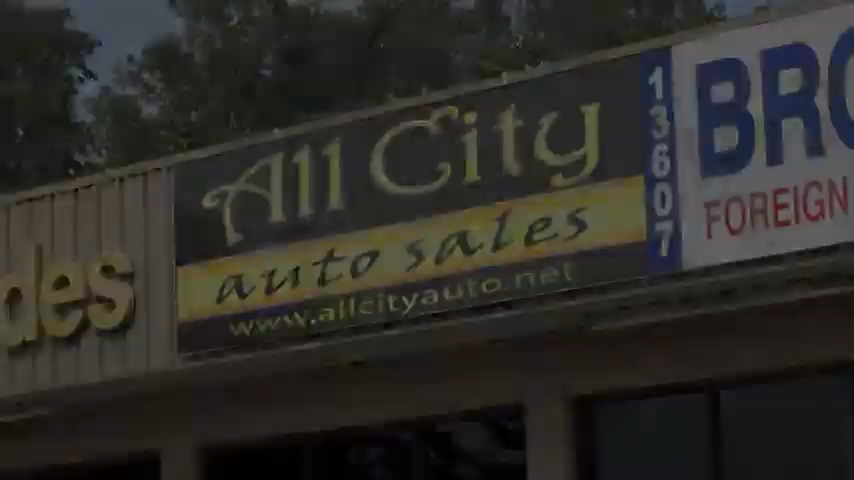 des
All City
auto sales
www.allcityauto.net
13607
BRO
FOREIGN